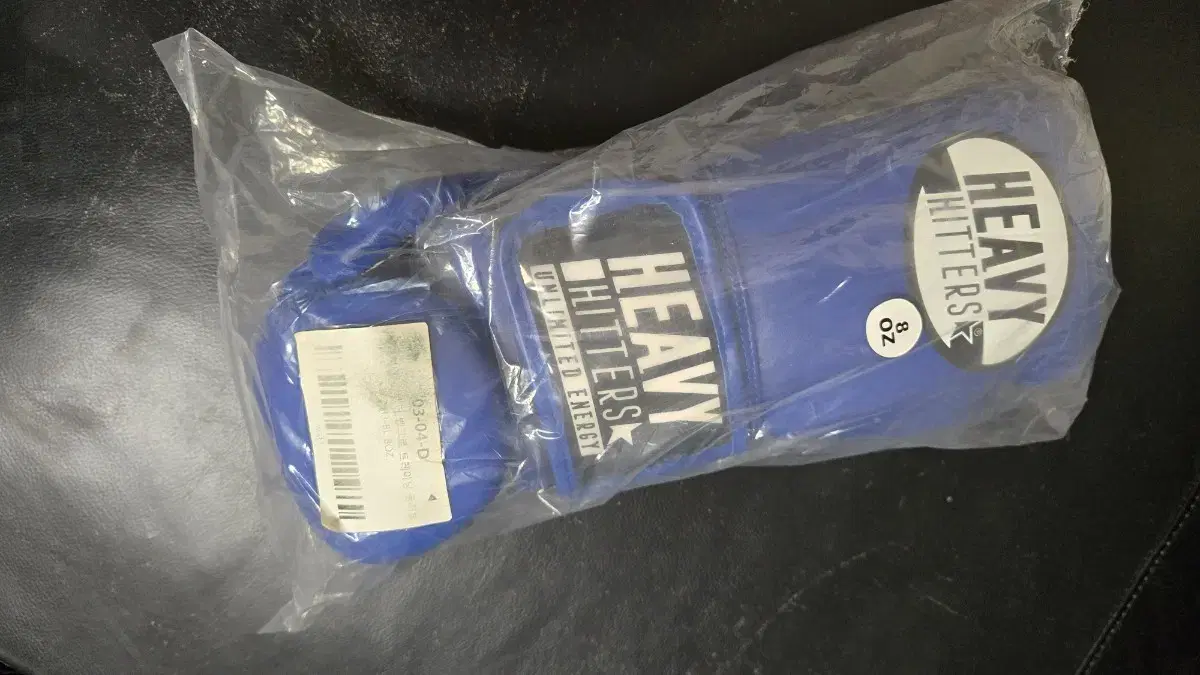 HEAVY
HITTERS
®
8
OZ
HEAVY
HITTERS
UNLIMITED ENERGY
03-04-D